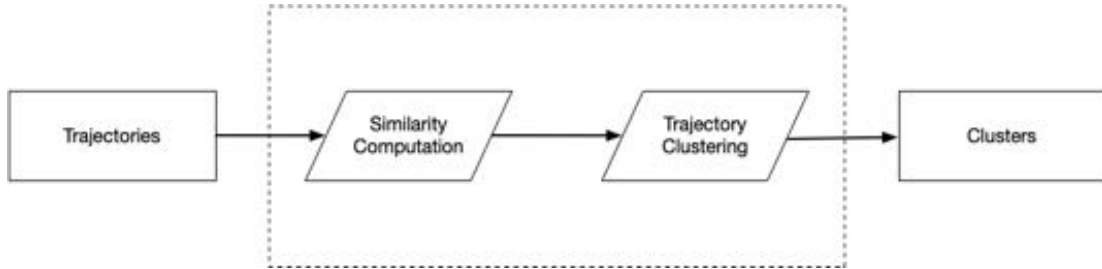 Trajectories
Similarity
Computation
Trajectory
Clustering
Clusters